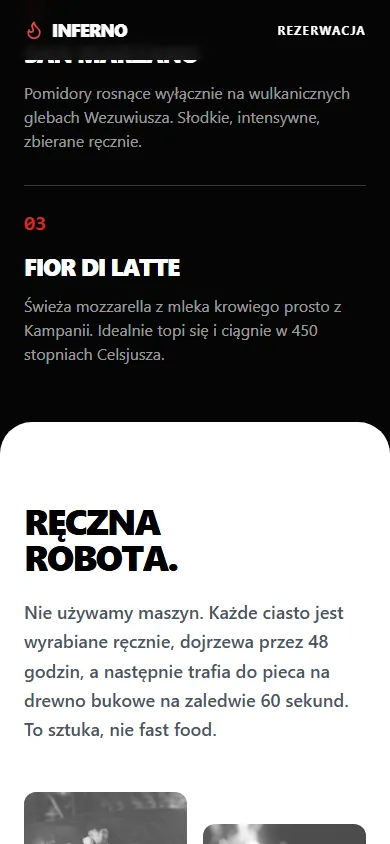 INFERNO
REZERWACJA
SAN MARZANO
Pomidory rosnące wyłącznie na wulkanicznych
glebach Wezuwiusza. Słodkie, intensywne,
zbierane ręcznie.
03
FIOR DI LATTE
Świeża mozzarella z mleka krowiego prosto z
Kampanii. Idealnie topi się i ciągnie w 450
stopniach Celsjusza.
RĘCZNA
ROBOTA.
Nie używamy maszyn. Każde ciasto jest
wyrabiane ręcznie, dojrzewa przez 48
godzin, a następnie trafia do pieca na
drewno bukowe na zaledwie 60 sekund.
To sztuka, nie fast food.